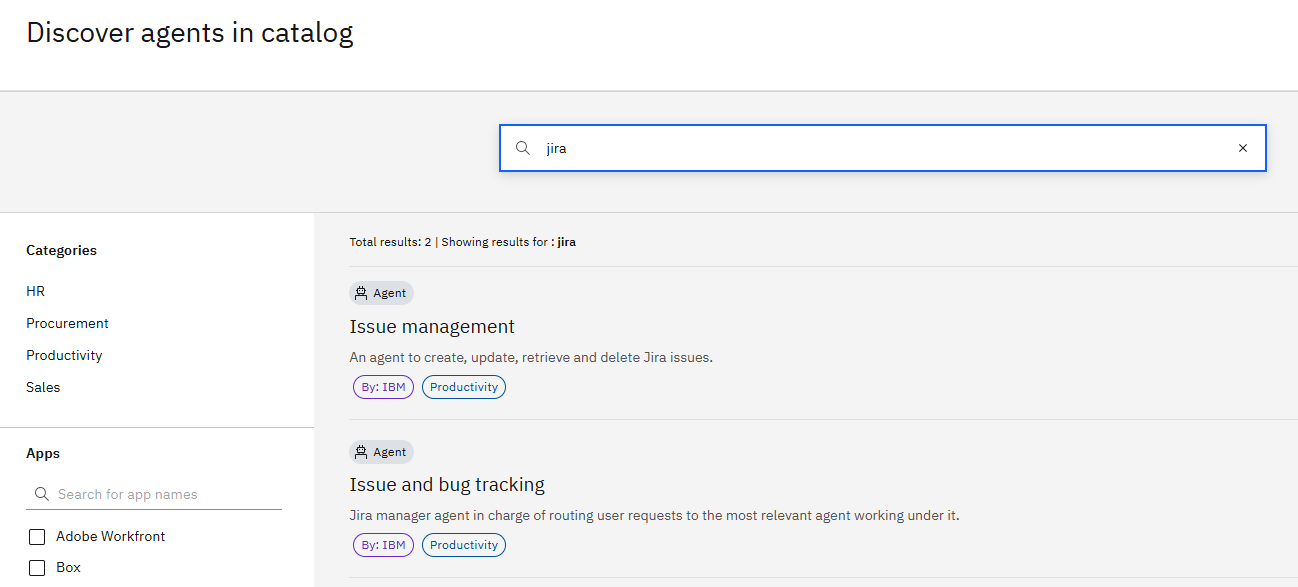 Discover agents in catalog
jira
Categories
HR
Procurement
Productivity
Sales
Apps
Search for app names
Adobe Workfront
Box
Total results: 2 | Showing results for : jira
Agent
Issue management
An agent to create, update, retrieve and delete Jira issues.
By: IBM Productivity
Agent
Issue and bug tracking
Jira manager agent in charge of routing user requests to the most relevant agent working under it.
By: IBM Productivity